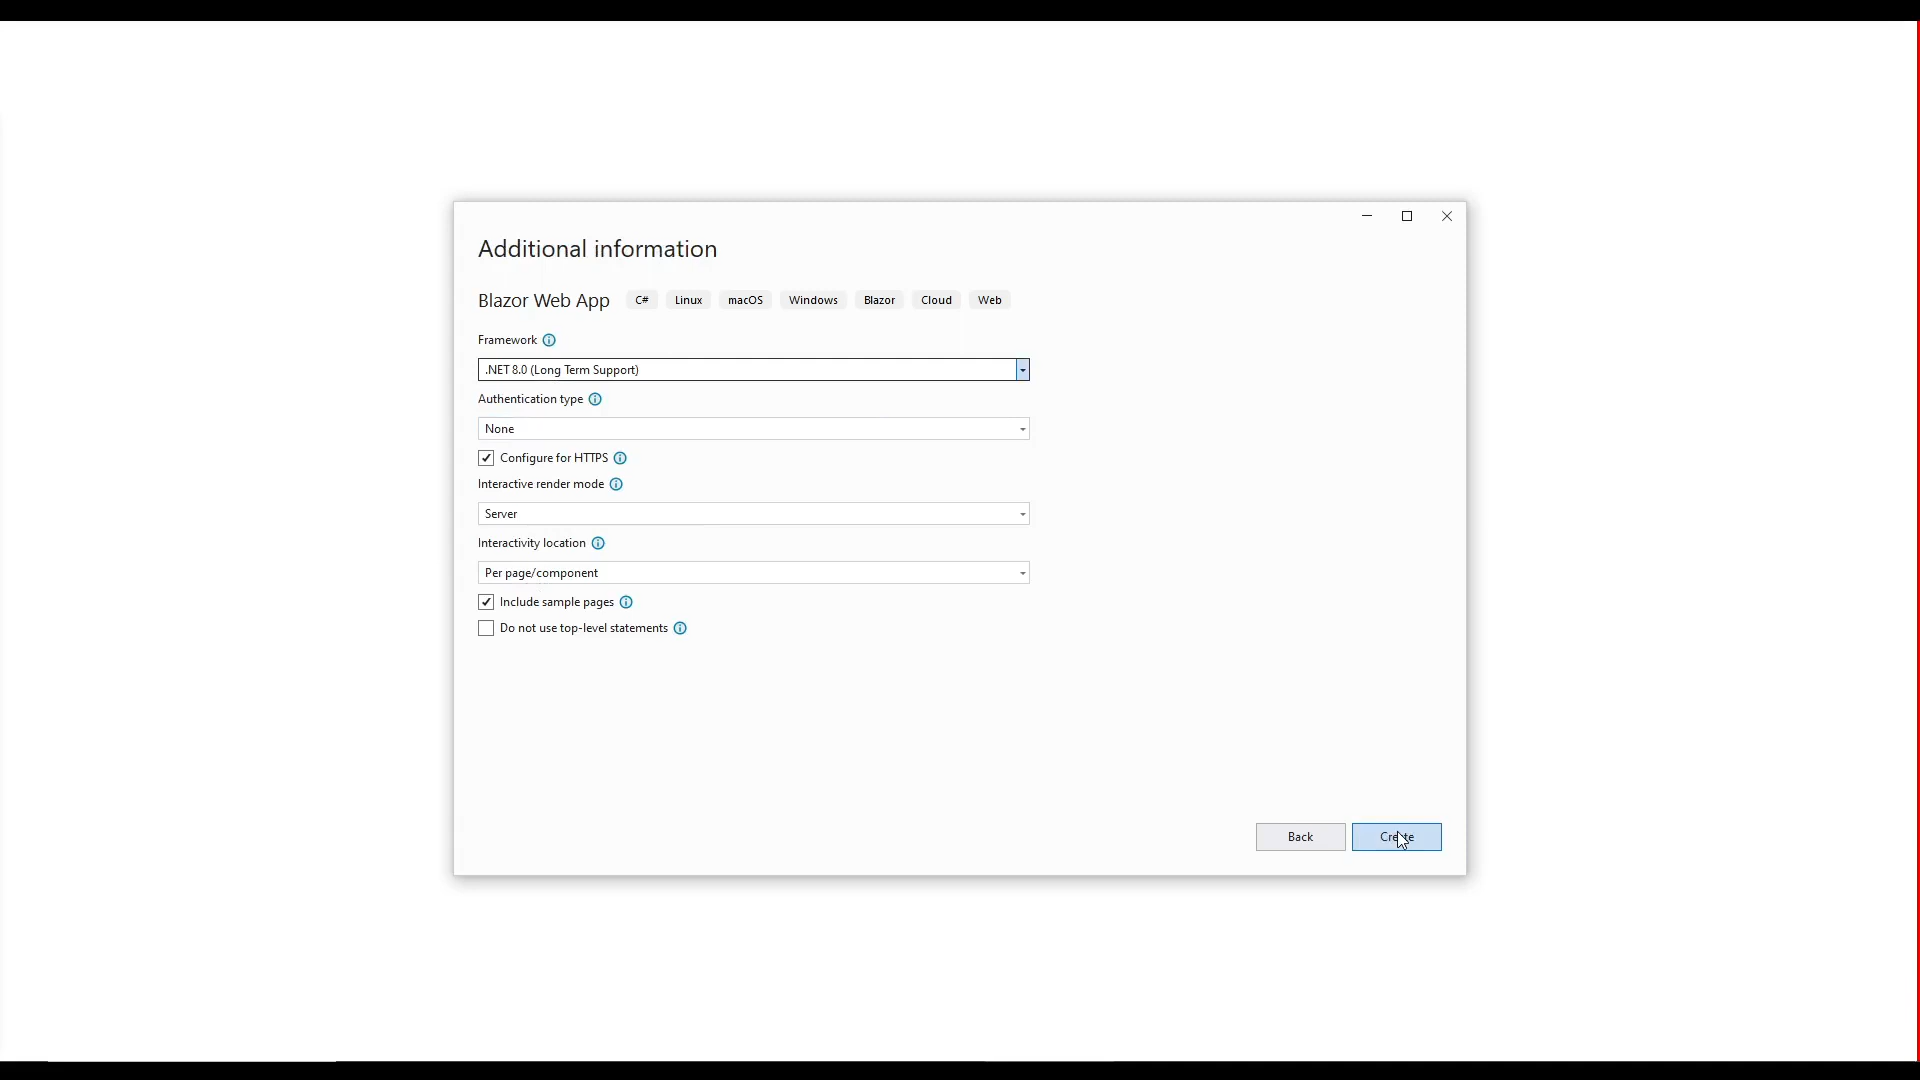 Additional information
Blazor Web App C# Linux macOS Windows Blazor Cloud Web
Framework
.NET 8.0 (Long Term Support)
Authentication type
None
Configure for HTTPS
Interactive render mode
Server
Interactivity location
Per page/component
Include sample pages
Do not use top-level statements
Back Create